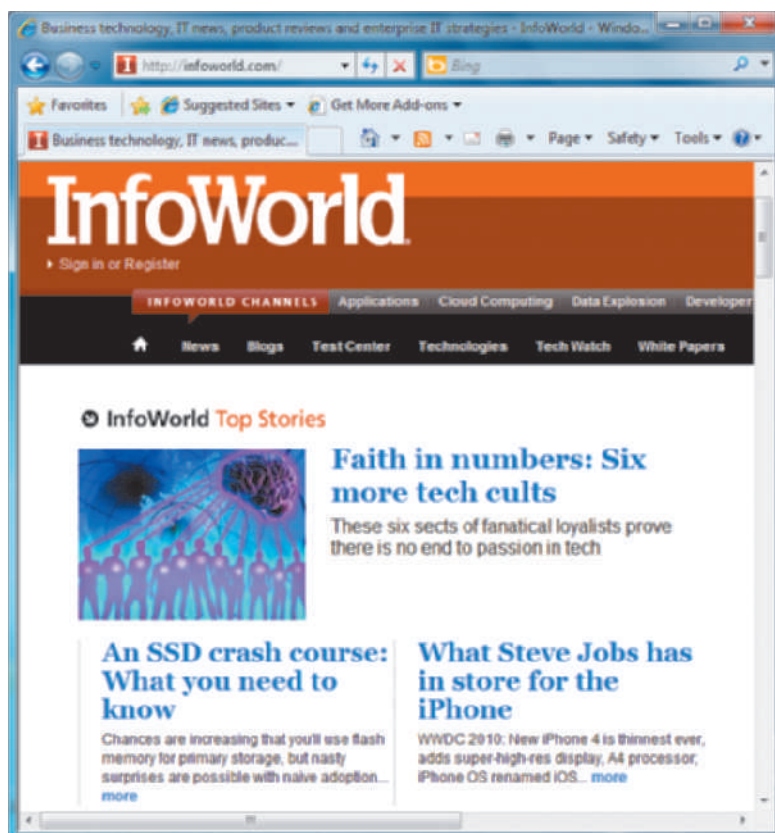 Business technology, IT news, product reviews and enterprise IT strategies - InfoWorld - Windo...
http://infoworld.com/
Bing
Favorites Suggested Sites Get More Add-ons
Business technology, IT news, produc...
Page Safety Tools
InfoWorld
Sign in or Register
INFOWORLD CHANNELS Applications Cloud Computing Data Explosion Developer
News Blogs Test Center Technologies Tech Watch White Papers
InfoWorld Top Stories
Faith in numbers: Six
more tech cults
These six sects of fanatical loyalists prove
there is no end to passion in tech
An SSD crash course:
What you need to
know
Chances are increasing that you'll use flash
memory for primary storage, but nasty
surprises are possible with naive adoption...
more
What Steve Jobs has
in store for the
iPhone
WWDC 2010: New iPhone 4 is thinnest ever,
adds super-high-res display, A4 processor;
iPhone OS renamed iOS... more